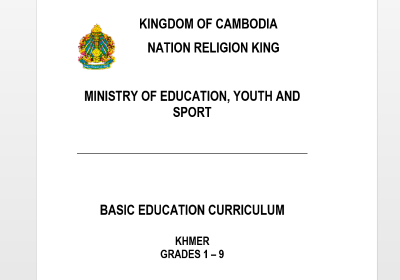 KINGDOM OF CAMBODIA
NATION RELIGION KING
MINISTRY OF EDUCATION, YOUTH AND
SPORT
BASIC EDUCATION CURRICULUM
KHMER
GRADES 1 – 9